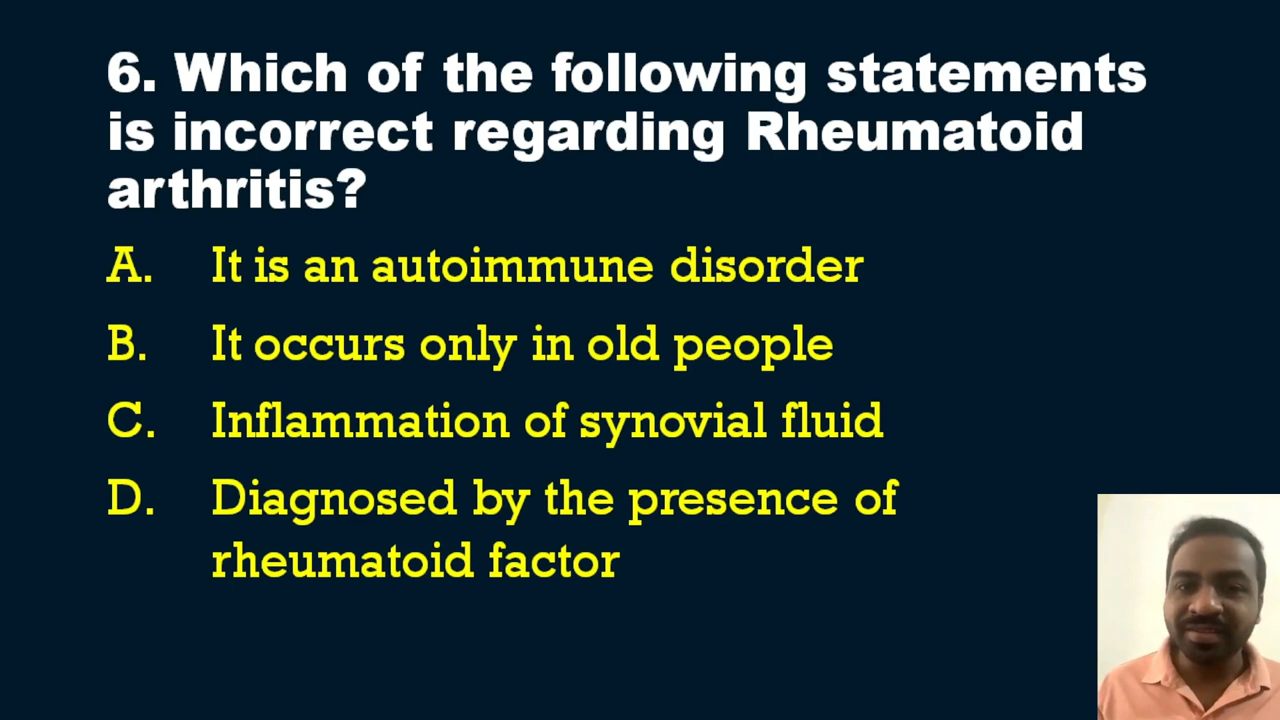 6. Which of the following statements
is incorrect regarding Rheumatoid
arthritis?
A. It is an autoimmune disorder
B. It occurs only in old people
C. Inflammation of synovial fluid
D. Diagnosed by the presence of
rheumatoid factor